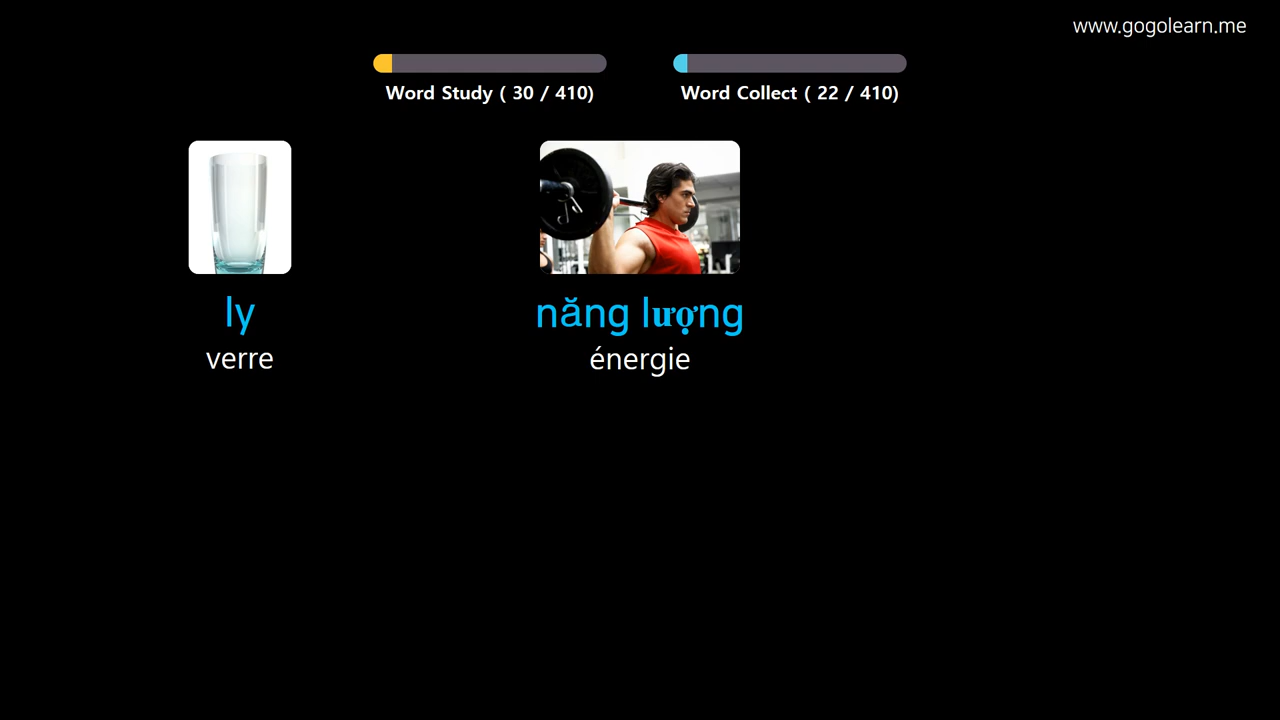 www.gogolearn.me
Word Study ( 30 / 410)
Word Collect ( 22 / 410)
ly
verre
năng lượng
énergie